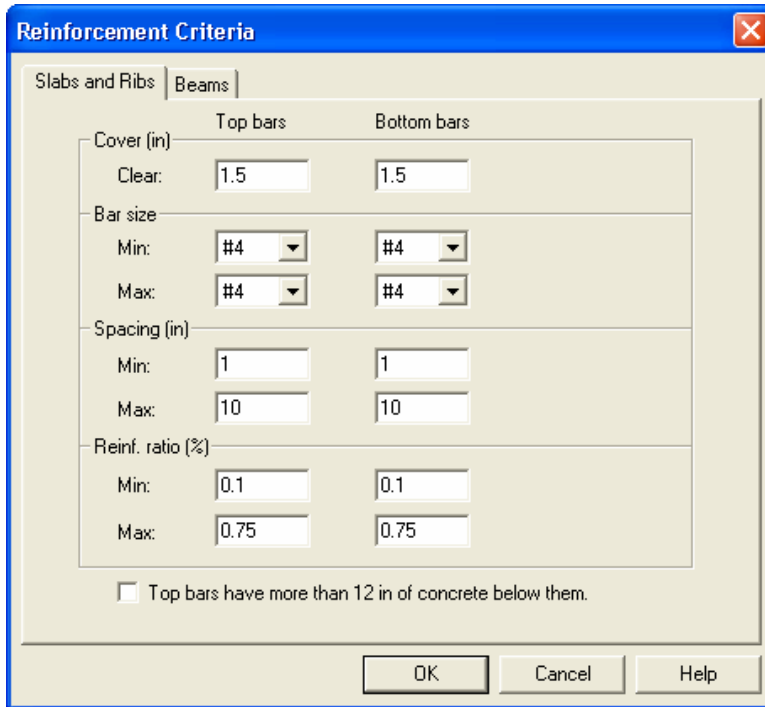 Reinforcement Criteria
Slabs and Ribs Beams
Top bars Bottom bars
Cover (in)
Clear: 1.5 1.5
Bar size
Min: #4 #4
Max: #4 #4
Spacing (in)
Min: 1 1
Max: 10 10
Reinf. ratio (%)
Min: 0.1 0.1
Max: 0.75 0.75
Top bars have more than 12 in of concrete below them.
OK Cancel Help